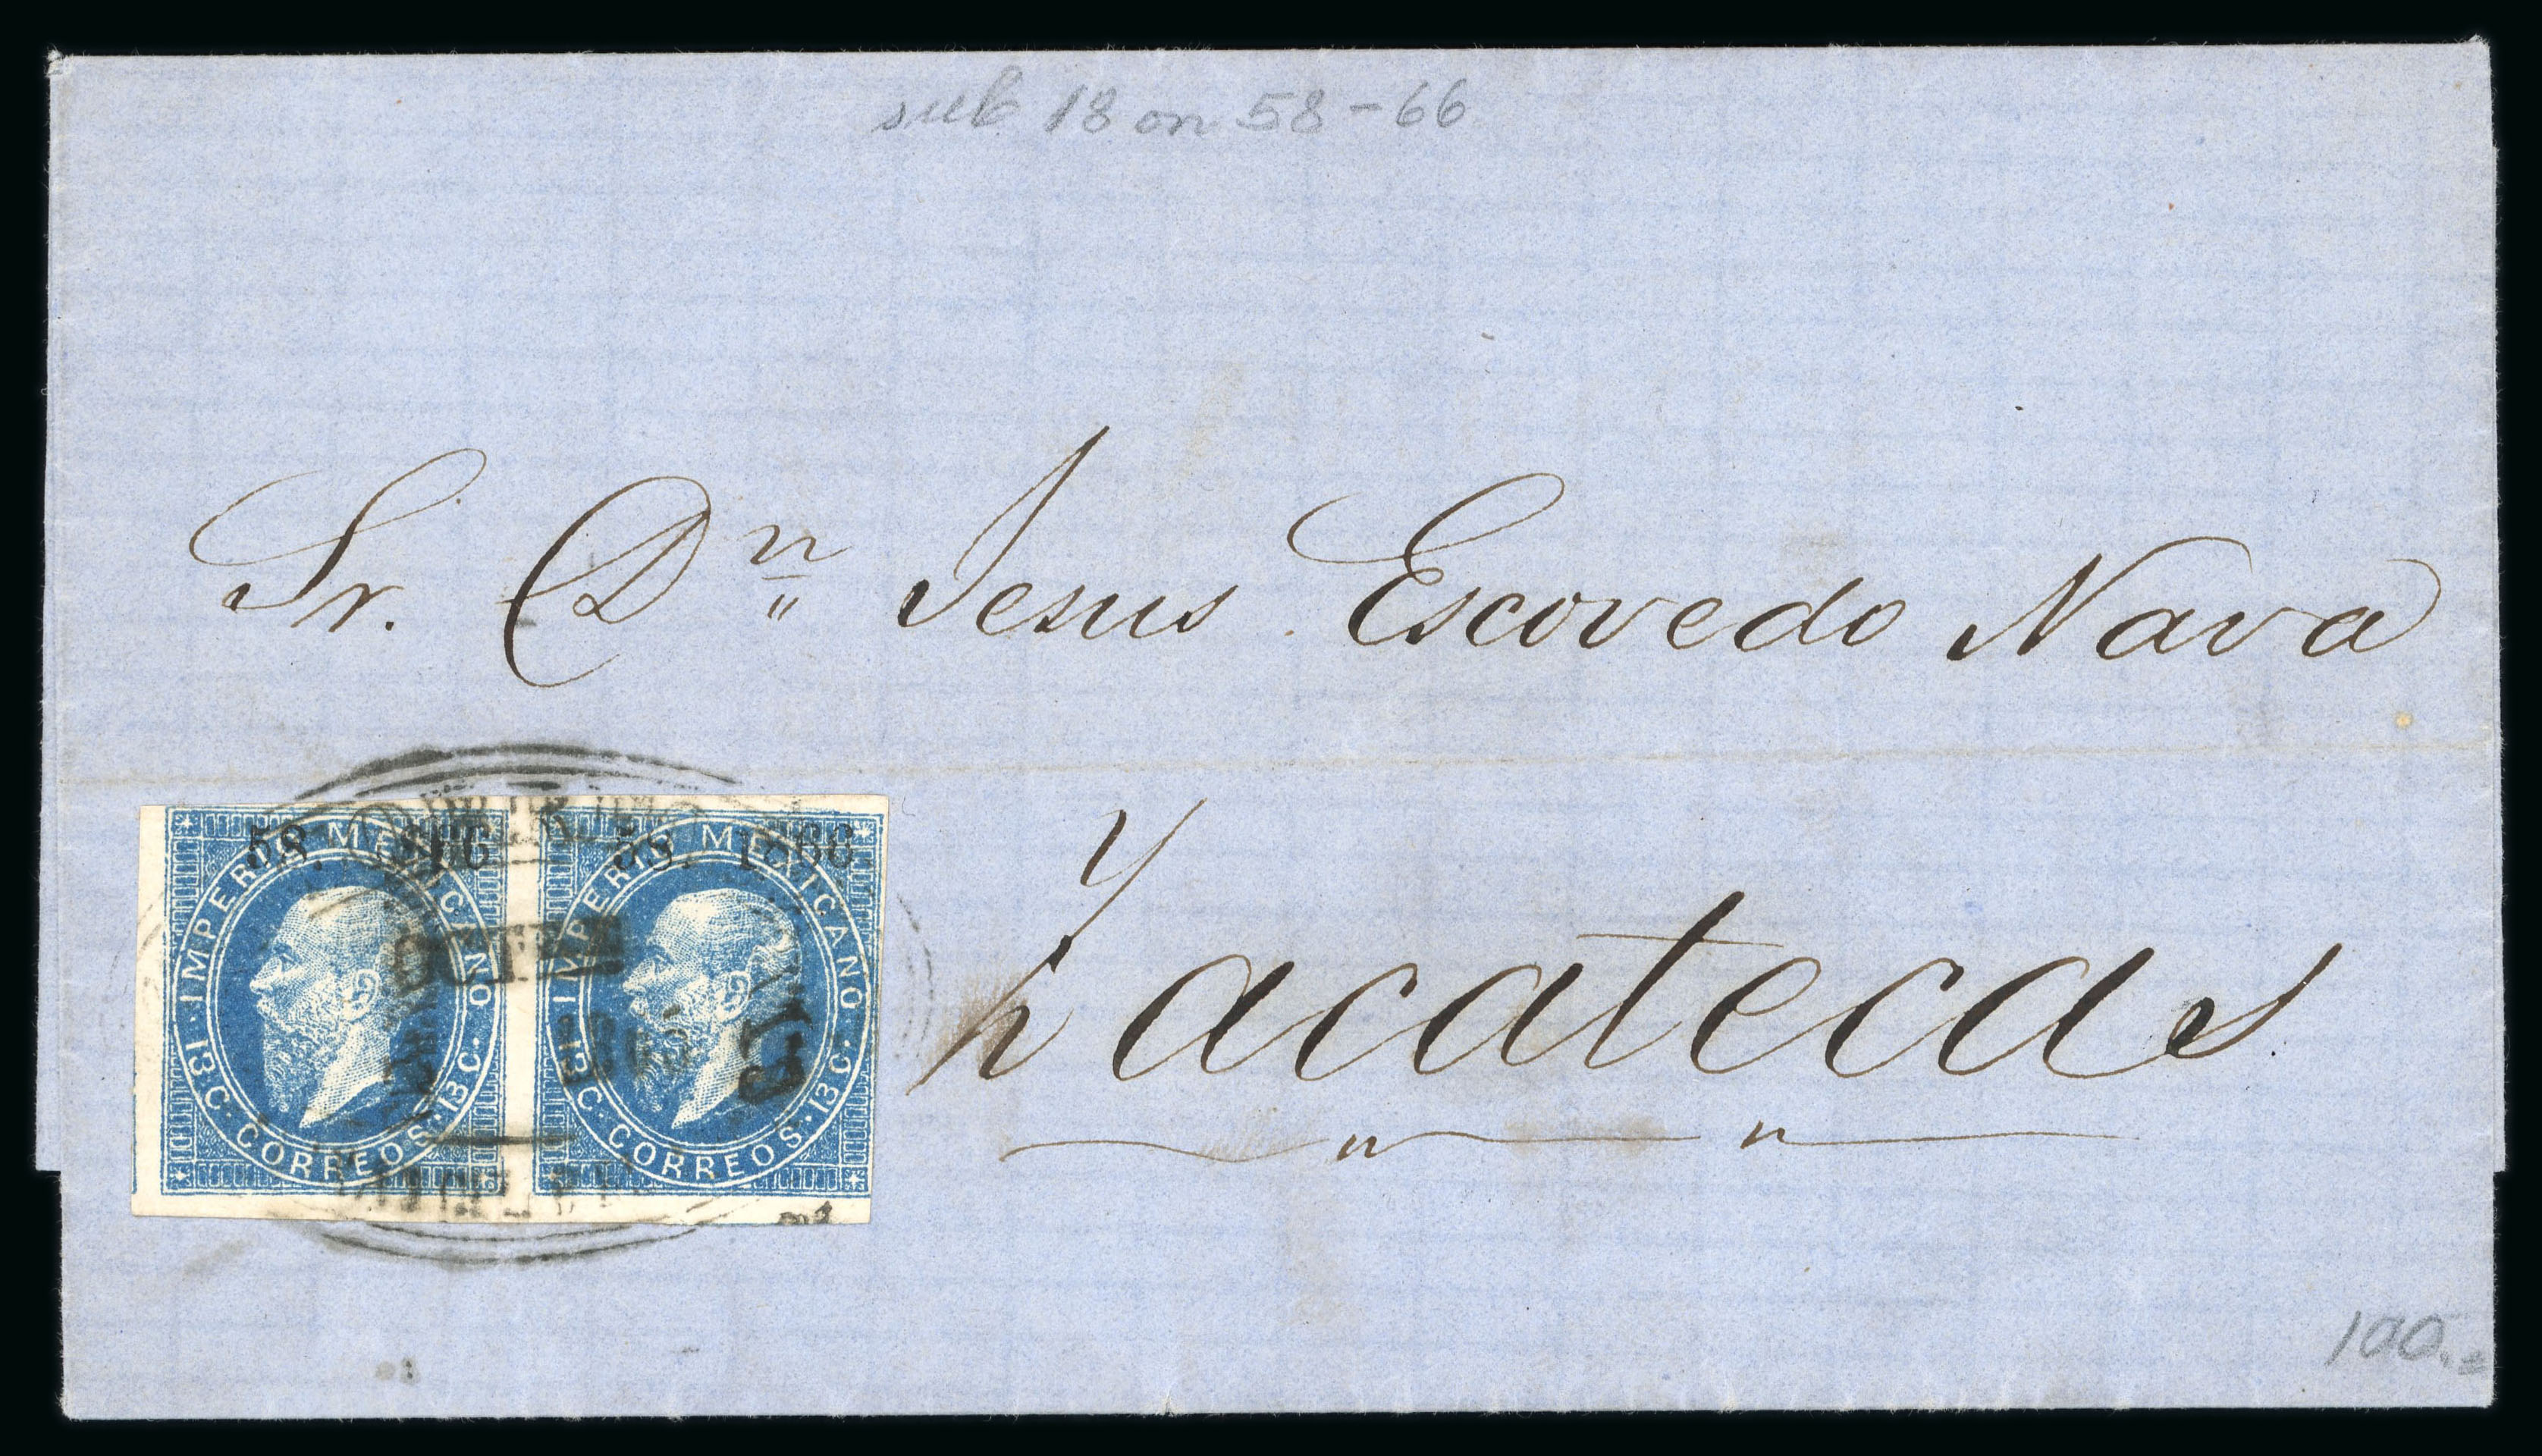 sub 18 on 58-66
Sr. Dn Jesus Escovedo Nava
58. 866
58. 1866
IMPERIO MEXICANO
13 C. CORREOS. 13 C.
IMPERIO MEXICANO
13 C. CORREOS. 13 C.
Zacatecas
100.=